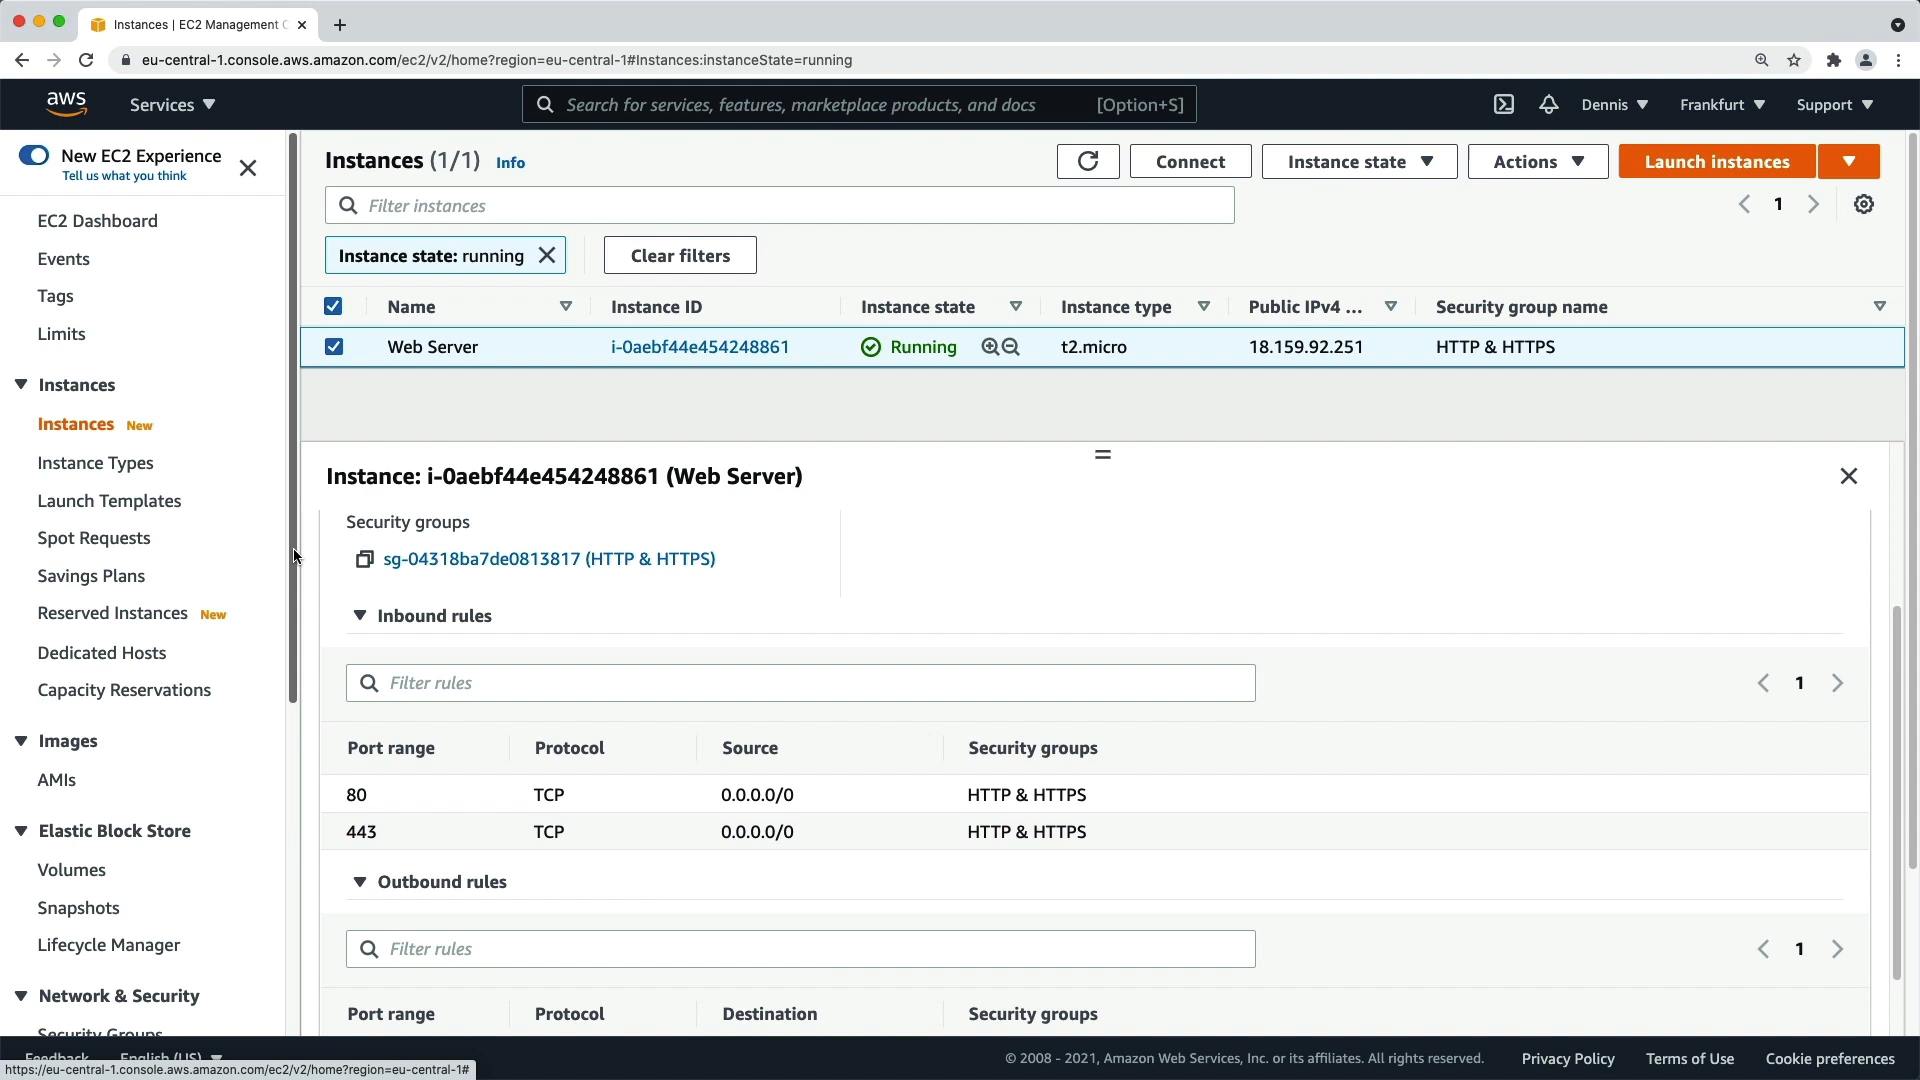 Instances | EC2 Management C
eu-central-1.console.aws.amazon.com/ec2/v2/home?region=eu-central-1#Instances:instanceState=running
aws
Services
Search for services, features, marketplace products, and docs
[Option+S]
Dennis
Frankfurt
Support
New EC2 Experience
Tell us what you think
EC2 Dashboard
Events
Tags
Limits
Instances
Instances New
Instance Types
Launch Templates
Spot Requests
Savings Plans
Reserved Instances New
Dedicated Hosts
Capacity Reservations
Images
AMIs
Elastic Block Store
Volumes
Snapshots
Lifecycle Manager
Network & Security
Security Groups
Instances (1/1) Info
Connect
Instance state
Actions
Launch instances
Filter instances
1
Instance state: running
Clear filters
Name Instance ID Instance state Instance type Public IPv4 ... Security group name
Web Server i-0aebf44e454248861 Running t2.micro 18.159.92.251 HTTP & HTTPS
Instance: i-0aebf44e454248861 (Web Server)
Security groups
sg-04318ba7de0813817 (HTTP & HTTPS)
Inbound rules
Filter rules
1
Port range Protocol Source Security groups
80 TCP 0.0.0.0/0 HTTP & HTTPS
443 TCP 0.0.0.0/0 HTTP & HTTPS
Outbound rules
Filter rules
1
Port range Protocol Destination Security groups
Feedback English (US)
© 2008 - 2021, Amazon Web Services, Inc. or its affiliates. All rights reserved. Privacy Policy Terms of Use Cookie preferences
https://eu-central-1.console.aws.amazon.com/ec2/v2/home?region=eu-central-1#